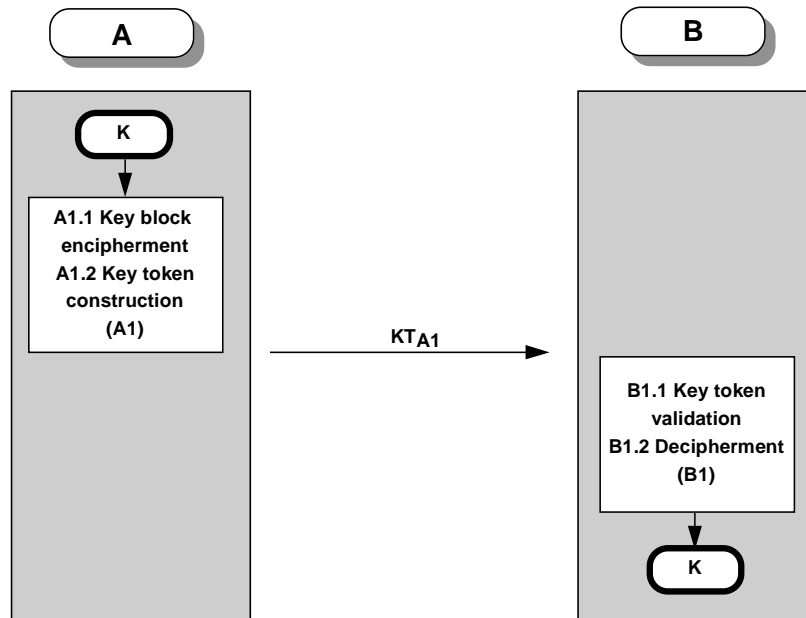 A
B
K
A1.1 Key block
encipherment
A1.2 Key token
construction
(A1)
KTA1
B1.1 Key token
validation
B1.2 Decipherment
(B1)
K